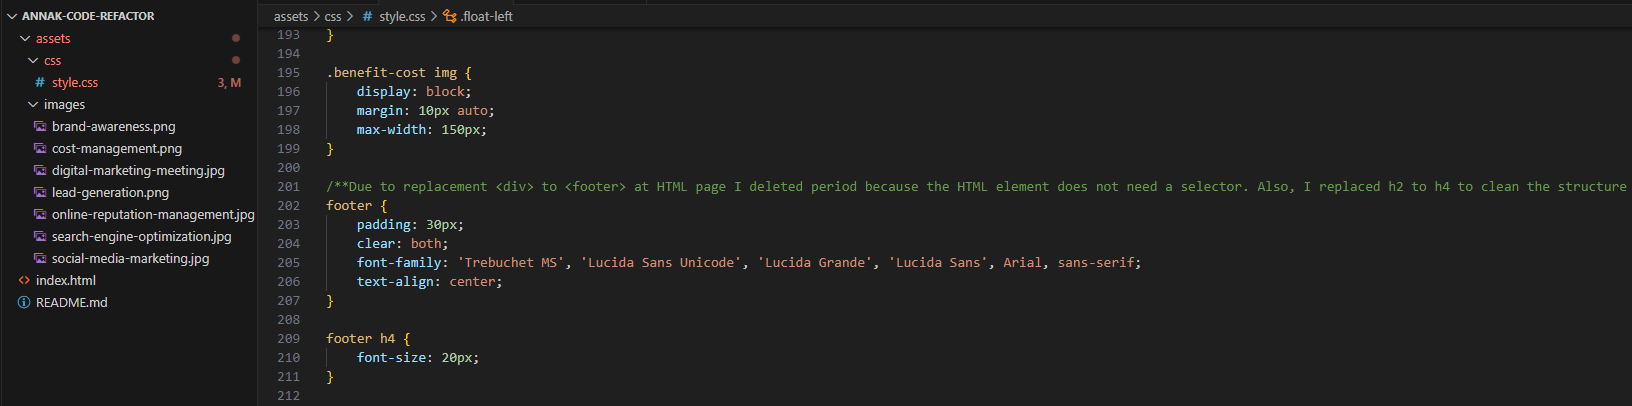 ANNAK-CODE-REFACTOR
assets
css
# style.css 3, M
images
brand-awareness.png
cost-management.png
digital-marketing-meeting.jpg
lead-generation.png
online-reputation-management.jpg
search-engine-optimization.jpg
social-media-marketing.jpg
<> index.html
README.md
assets > css > # style.css > .float-left
193 }
194
195 .benefit-cost img {
196 display: block;
197 margin: 10px auto;
198 max-width: 150px;
199 }
200
201 /**Due to replacement <div> to <footer> at HTML page I deleted period because the HTML element does not need a selector. Also, I replaced h2 to h4 to clean the structure
202 footer {
203 padding: 30px;
204 clear: both;
205 font-family: 'Trebuchet MS', 'Lucida Sans Unicode', 'Lucida Grande', 'Lucida Sans', Arial, sans-serif;
206 text-align: center;
207 }
208
209 footer h4 {
210 font-size: 20px;
211 }
212